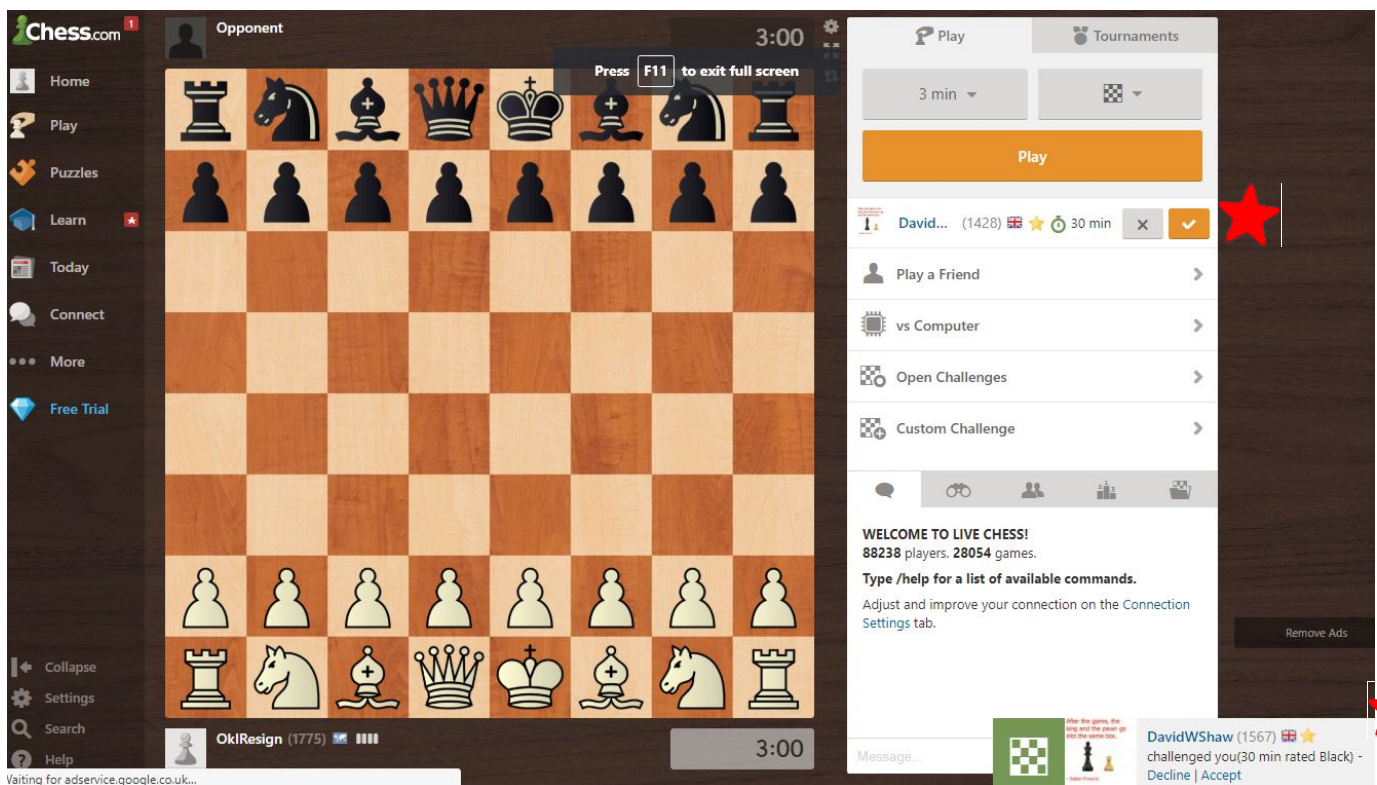 Chess.com
1
Home
Play
Puzzles
Learn
Today
Connect
More
Free Trial
Collapse
Settings
Search
Help
Waiting for adservice.google.co.uk...
Opponent
3:00
Press F11 to exit full screen
OklResign (1775)
3:00
Play
Tournaments
3 min
Play
David... (1428) 30 min
Play a Friend
vs Computer
Open Challenges
Custom Challenge
WELCOME TO LIVE CHESS!
88238 players. 28054 games.
Type /help for a list of available commands.
Adjust and improve your connection on the Connection
Settings tab.
Message...
Remove Ads
After the game, the
king and the pawn go
into the same box.
DavidWShaw (1567)
challenged you(30 min rated Black) -
Decline | Accept